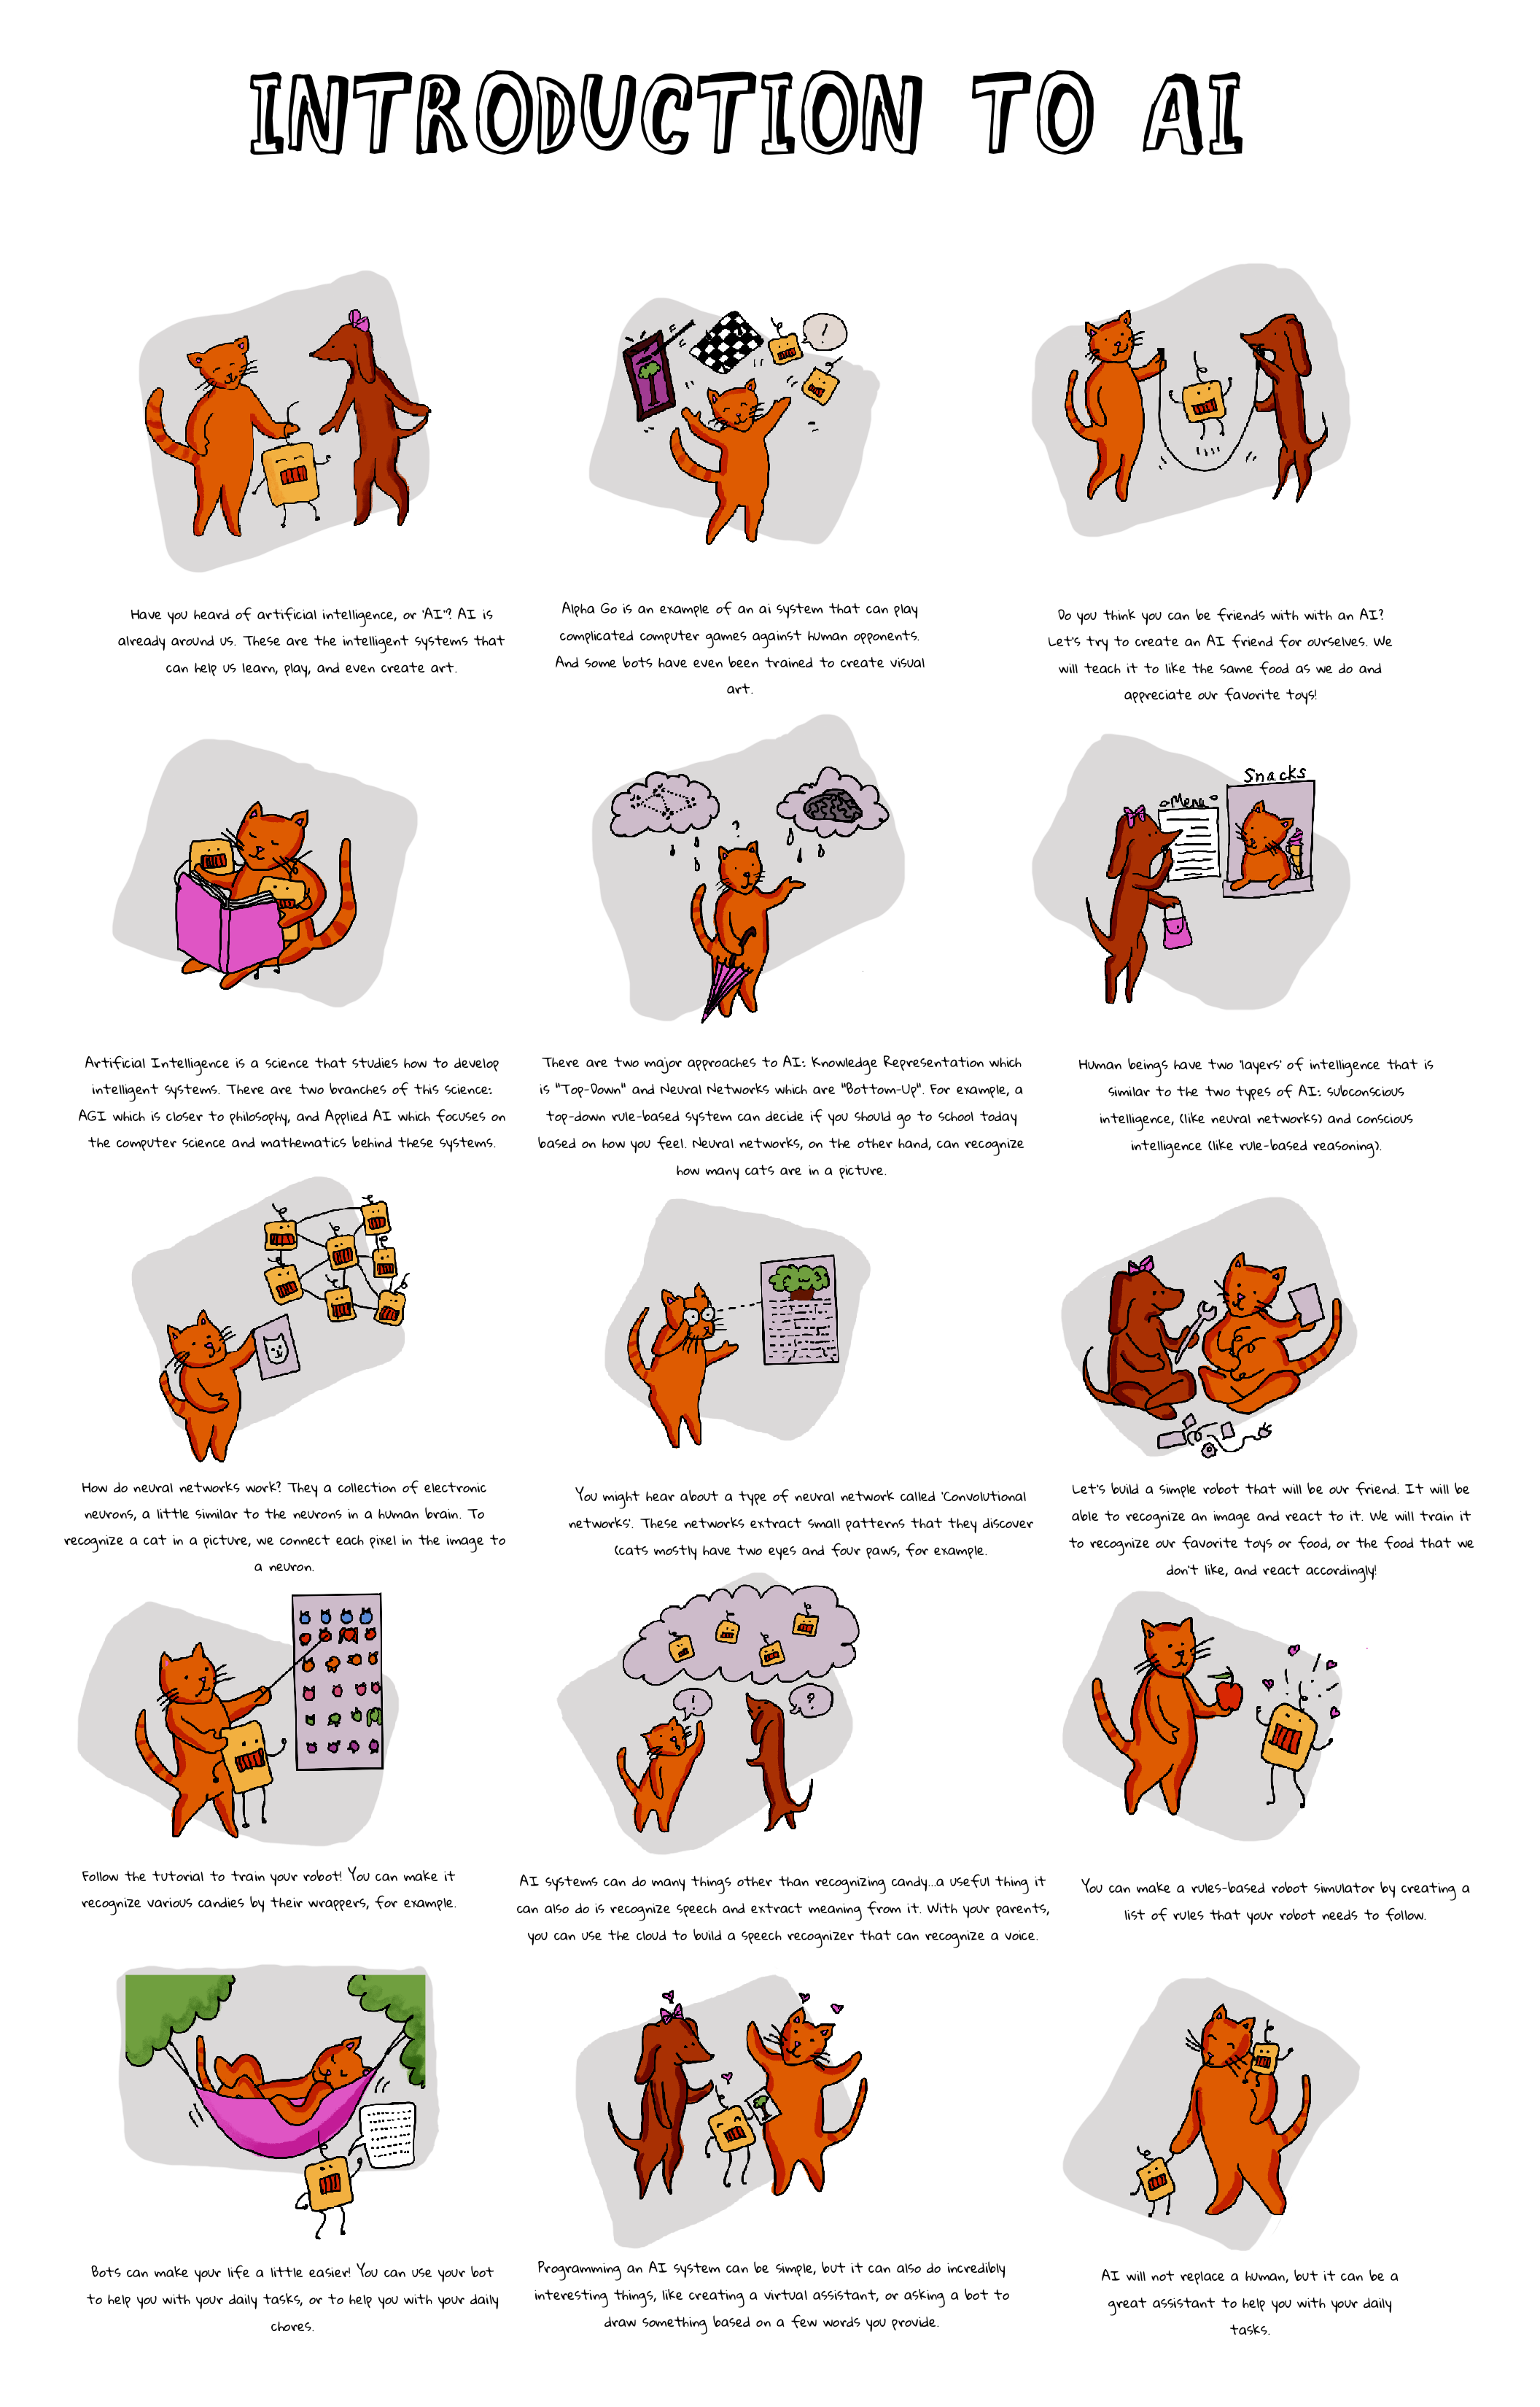 INTRODUCTION TO AI
Have you heard of artificial intelligence, or 'AI'? AI is
already around us. These are the intelligent systems that
can help us learn, play, and even create art.
!
Alpha Go is an example of an ai system that can play
complicated computer games against human opponents.
And some bots have even been trained to create visual
art.
Do you think you can be friends with with an AI?
Let's try to create an AI friend for ourselves. We
will teach it to like the same food as we do and
appreciate our favorite toys!
Artificial Intelligence is a science that studies how to develop
intelligent systems. There are two branches of this science:
AGI which is closer to philosophy, and Applied AI which focuses on
the computer science and mathematics behind these systems.
?
There are two major approaches to AI: Knowledge Representation which
is "Top-Down" and Neural Networks which are "Bottom-Up". For example, a
top-down rule-based system can decide if you should go to school today
based on how you feel. Neural networks, on the other hand, can recognize
how many cats are in a picture.
Snacks
Menu
Human beings have two 'layers' of intelligence that is
similar to the two types of AI: subconscious
intelligence, (like neural networks) and conscious
intelligence (like rule-based reasoning).
How do neural networks work? They a collection of electronic
neurons, a little similar to the neurons in a human brain. To
recognize a cat in a picture, we connect each pixel in the image to
a neuron.
You might hear about a type of neural network called 'Convolutional
networks'. These networks extract small patterns that they discover
(cats mostly have two eyes and four paws, for example.
Let's build a simple robot that will be our friend. It will be
able to recognize an image and react to it. We will train it
to recognize our favorite toys or food, or the food that we
don't like, and react accordingly!
Follow the tutorial to train your robot! You can make it
recognize various candies by their wrappers, for example.
! ?
AI systems can do many things other than recognizing candy...a useful thing it
can also do is recognize speech and extract meaning from it. With your parents,
you can use the cloud to build a speech recognizer that can recognize a voice.
You can make a rules-based robot simulator by creating a
list of rules that your robot needs to follow.
Bots can make your life a little easier! You can use your bot
to help you with your daily tasks, or to help you with your daily
chores.
Programming an AI system can be simple, but it can also do incredibly
interesting things, like creating a virtual assistant, or asking a bot to
draw something based on a few words you provide.
AI will not replace a human, but it can be a
great assistant to help you with your daily
tasks.